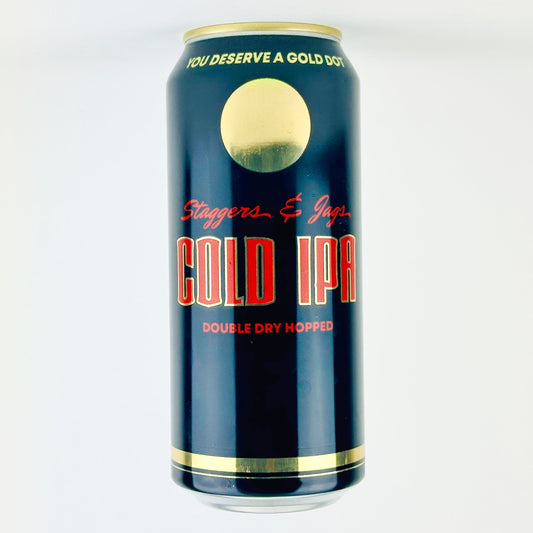 YOU DESERVE A GOLD DOT
Staggers & Jags
COLD IPA
DOUBLE DRY HOPPED